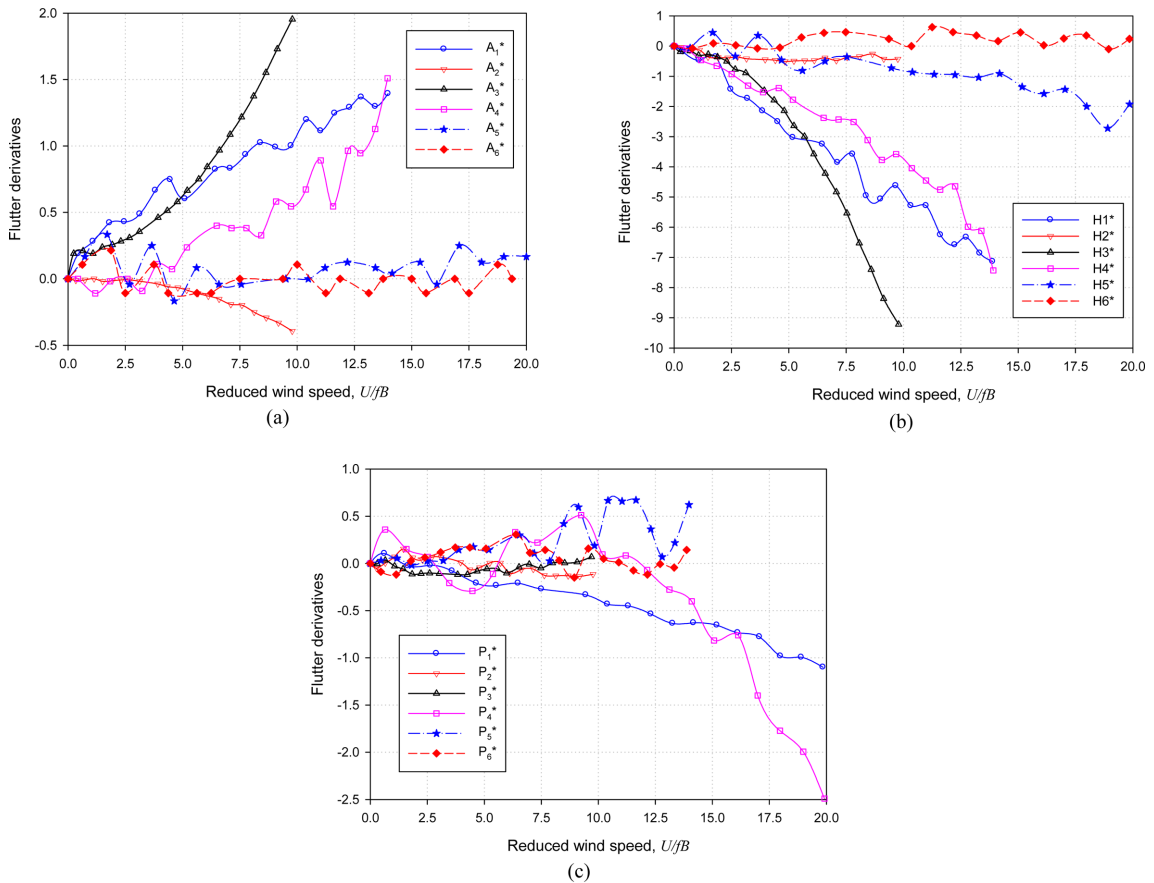 2.0
1.5
1.0
0.5
0.0
-0.5
Flutter derivatives
A1*
A2*
A3*
A4*
A5*
A6*
0.0 2.5 5.0 7.5 10.0 12.5 15.0 17.5 20.0
Reduced wind speed, U/fB
(a)
1
0
-1
-2
-3
-4
-5
-6
-7
-8
-9
-10
Flutter derivatives
H1*
H2*
H3*
H4*
H5*
H6*
0.0 2.5 5.0 7.5 10.0 12.5 15.0 17.5 20.0
Reduced wind speed, U/fB
(b)
1.0
0.5
0.0
-0.5
-1.0
-1.5
-2.0
-2.5
Flutter derivatives
P1*
P2*
P3*
P4*
P5*
P6*
0.0 2.5 5.0 7.5 10.0 12.5 15.0 17.5 20.0
Reduced wind speed, U/fB
(c)